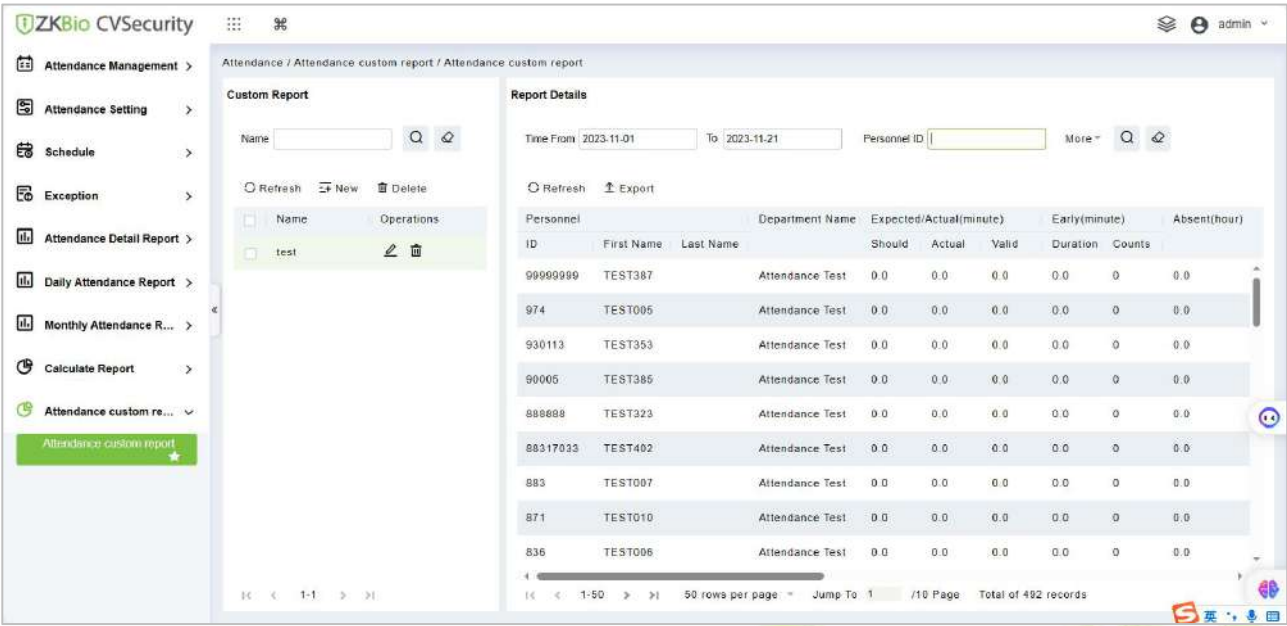 ZKBio CVSecurity
admin
Attendance Management
Attendance Setting
Schedule
Exception
Attendance Detail Report
Daily Attendance Report
Monthly Attendance R...
Calculate Report
Attendance custom re...
Attendance custom report
Attendance / Attendance custom report / Attendance custom report
Custom Report
Name
Refresh New Delete
Name Operations
test
1-1
Report Details
Time From 2023-11-01 To 2023-11-21 Personnel ID More
Refresh Export
Personnel Department Name Expected/Actual(minute) Early(minute) Absent(hour)
ID First Name Last Name Should Actual Valid Duration Counts
99999999 TEST387 Attendance Test 0.0 0.0 0.0 0.0 0 0.0
974 TEST005 Attendance Test 0.0 0.0 0.0 0.0 0 0.0
930113 TEST353 Attendance Test 0.0 0.0 0.0 0.0 0 0.0
90005 TEST385 Attendance Test 0.0 0.0 0.0 0.0 0 0.0
888888 TEST323 Attendance Test 0.0 0.0 0.0 0.0 0 0.0
88317033 TEST402 Attendance Test 0.0 0.0 0.0 0.0 0 0.0
883 TEST007 Attendance Test 0.0 0.0 0.0 0.0 0 0.0
871 TEST010 Attendance Test 0.0 0.0 0.0 0.0 0 0.0
836 TEST006 Attendance Test 0.0 0.0 0.0 0.0 0 0.0
1-50 50 rows per page Jump To 1 /10 Page Total of 492 records
英